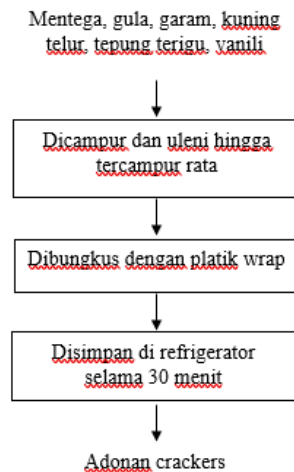 Mentega, gula, garam, kuning
telur, tepung terigu, vanili
Dicampur dan uleni hingga
tercampur rata
Dibungkus dengan platik wrap
Disimpan di refrigerator
selama 30 menit
Adonan crackers